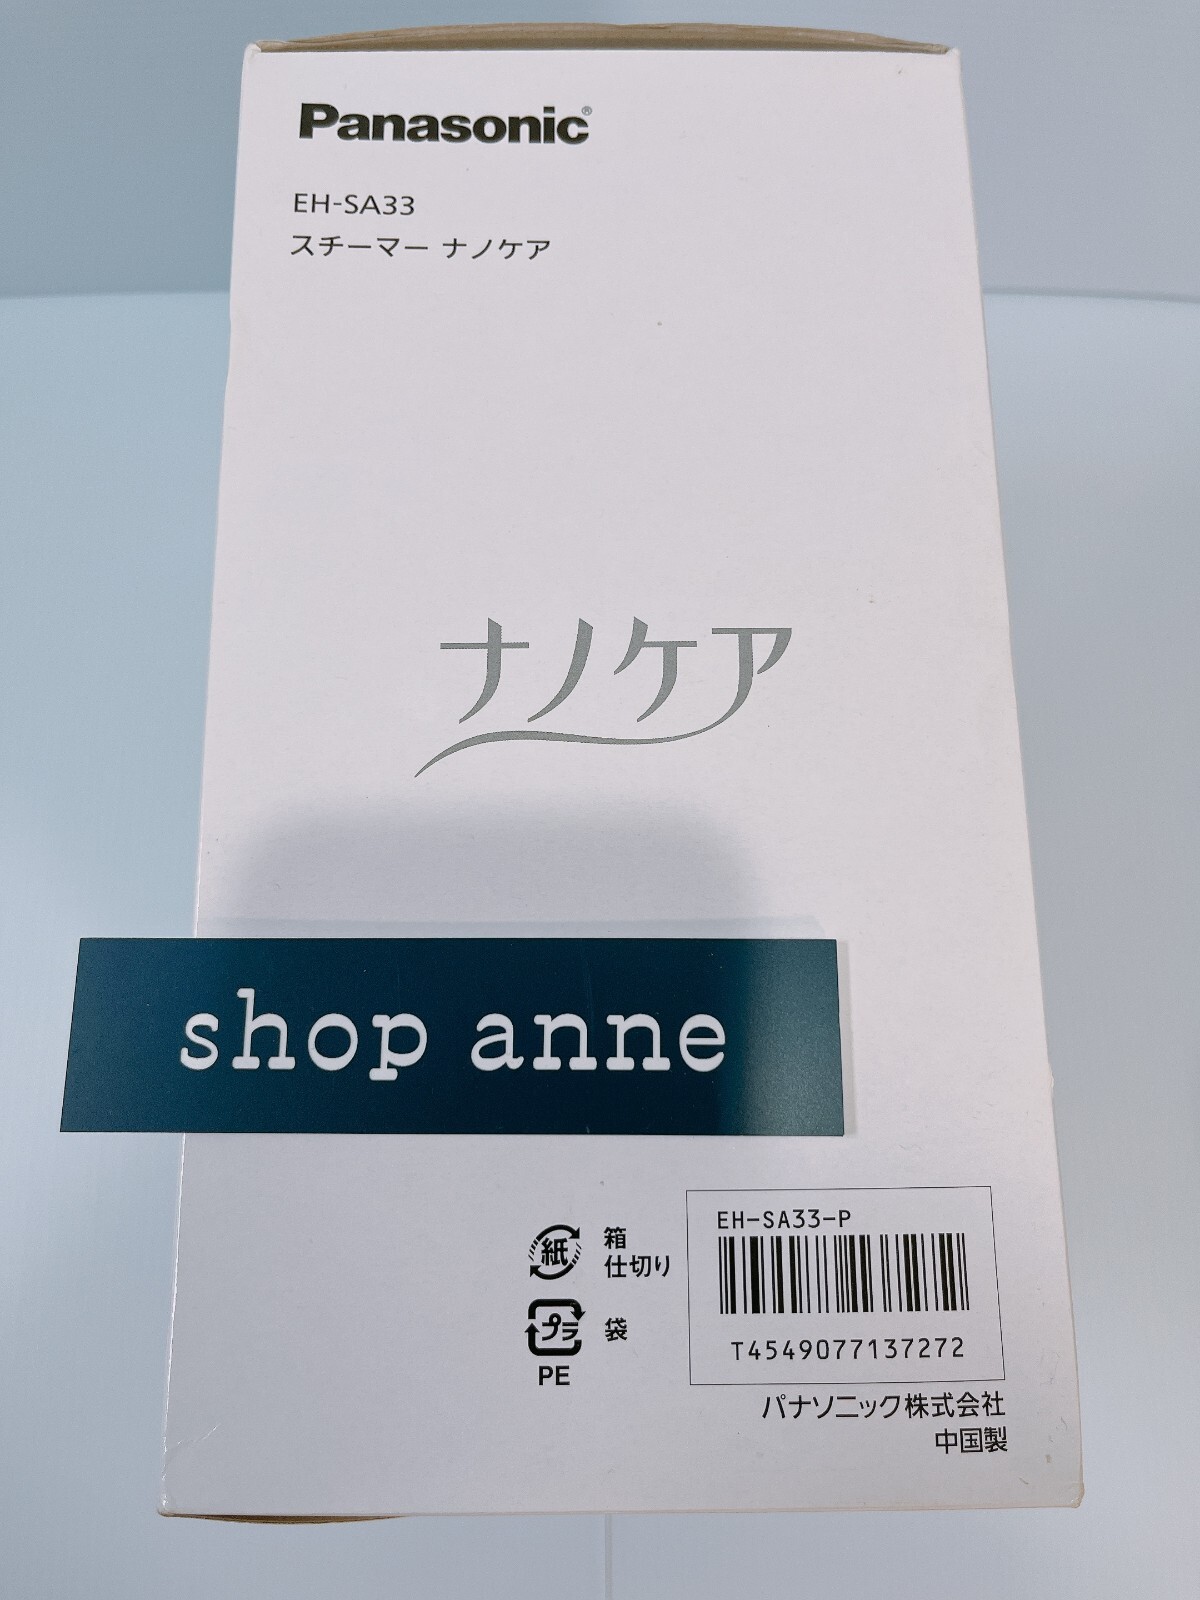 Panasonic®
EH-SA33
スチーマー ナノケア
ナノケア
shop anne
紙
箱
仕切り
プラ
袋
PE
EH-SA33-P
T4549077137272
パナソニック株式会社
中国製